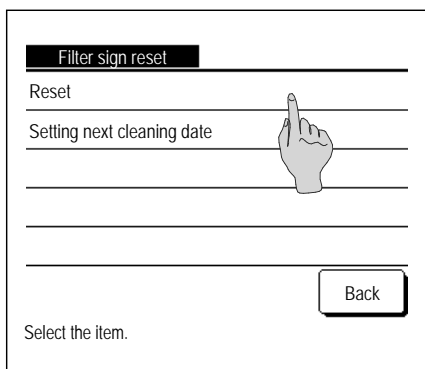 Filter sign reset
Reset
Setting next cleaning date
Back
Select the item.